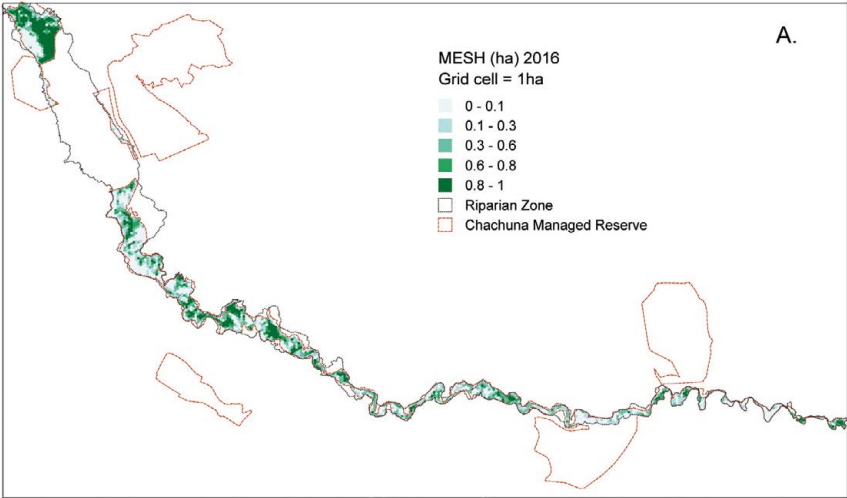 A.
MESH (ha) 2016
Grid cell = 1ha
0 - 0.1
0.1 - 0.3
0.3 - 0.6
0.6 - 0.8
0.8 - 1
Riparian Zone
Chachuna Managed Reserve